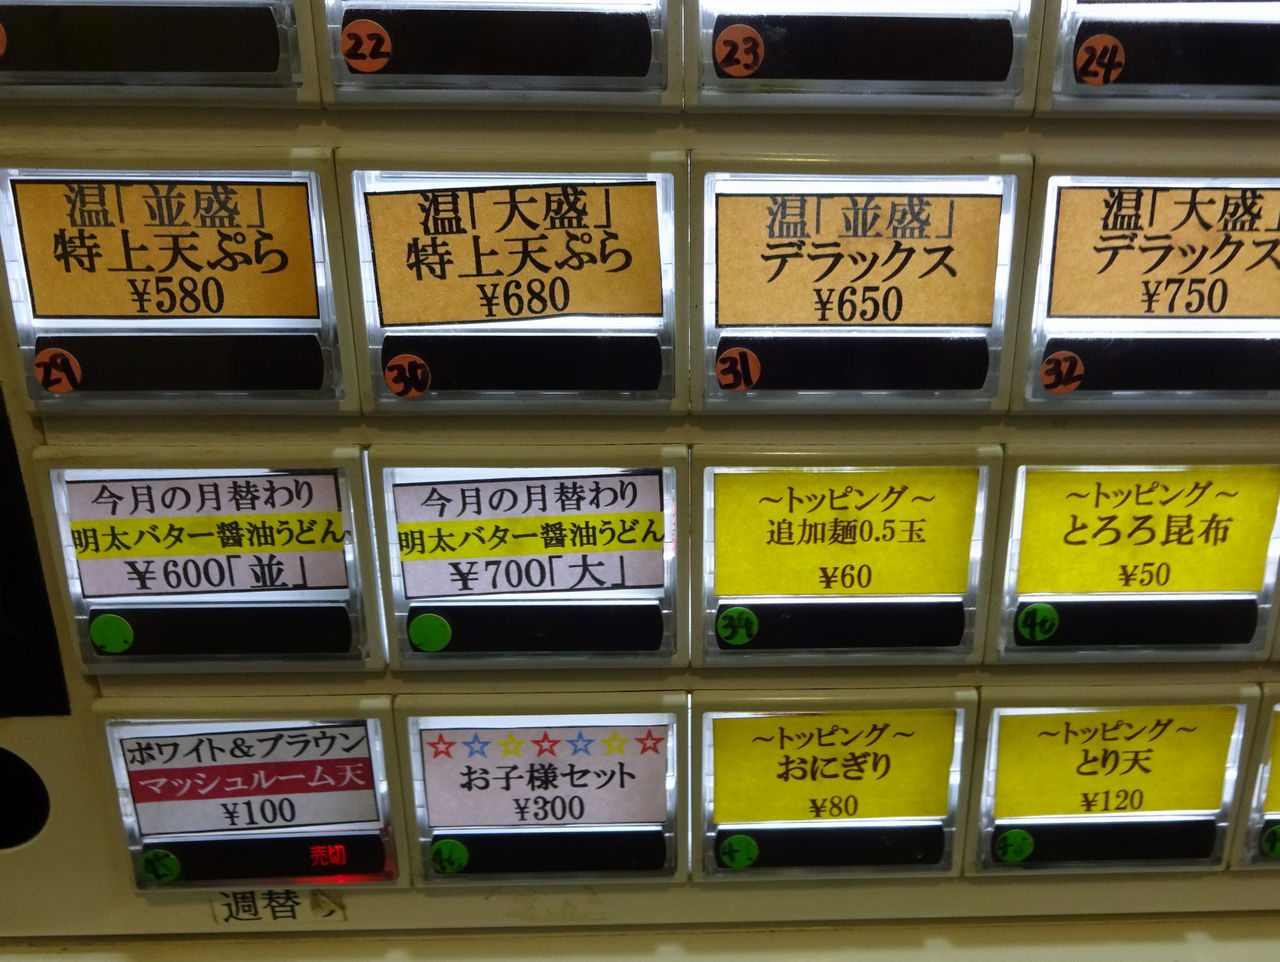 22
23
24
温「並盛」
特上天ぷら
¥580
温「大盛」
特上天ぷら
¥680
温「並盛」
デラックス
¥650
温「大盛」
デラックス
¥750
29
30
31
32
今月の月替わり
明太バター醤油うどん
¥600「並」
今月の月替わり
明太バター醤油うどん
¥700「大」
~トッピング~
追加麺0.5玉
¥60
~トッピング~
とろろ昆布
¥50
39
40
ホワイト&ブラウン
マッシュルーム天
¥100
☆☆☆☆☆☆☆
お子様セット
¥300
~トッピング~
おにぎり
¥80
~トッピング~
とり天
¥120
売切
週替り